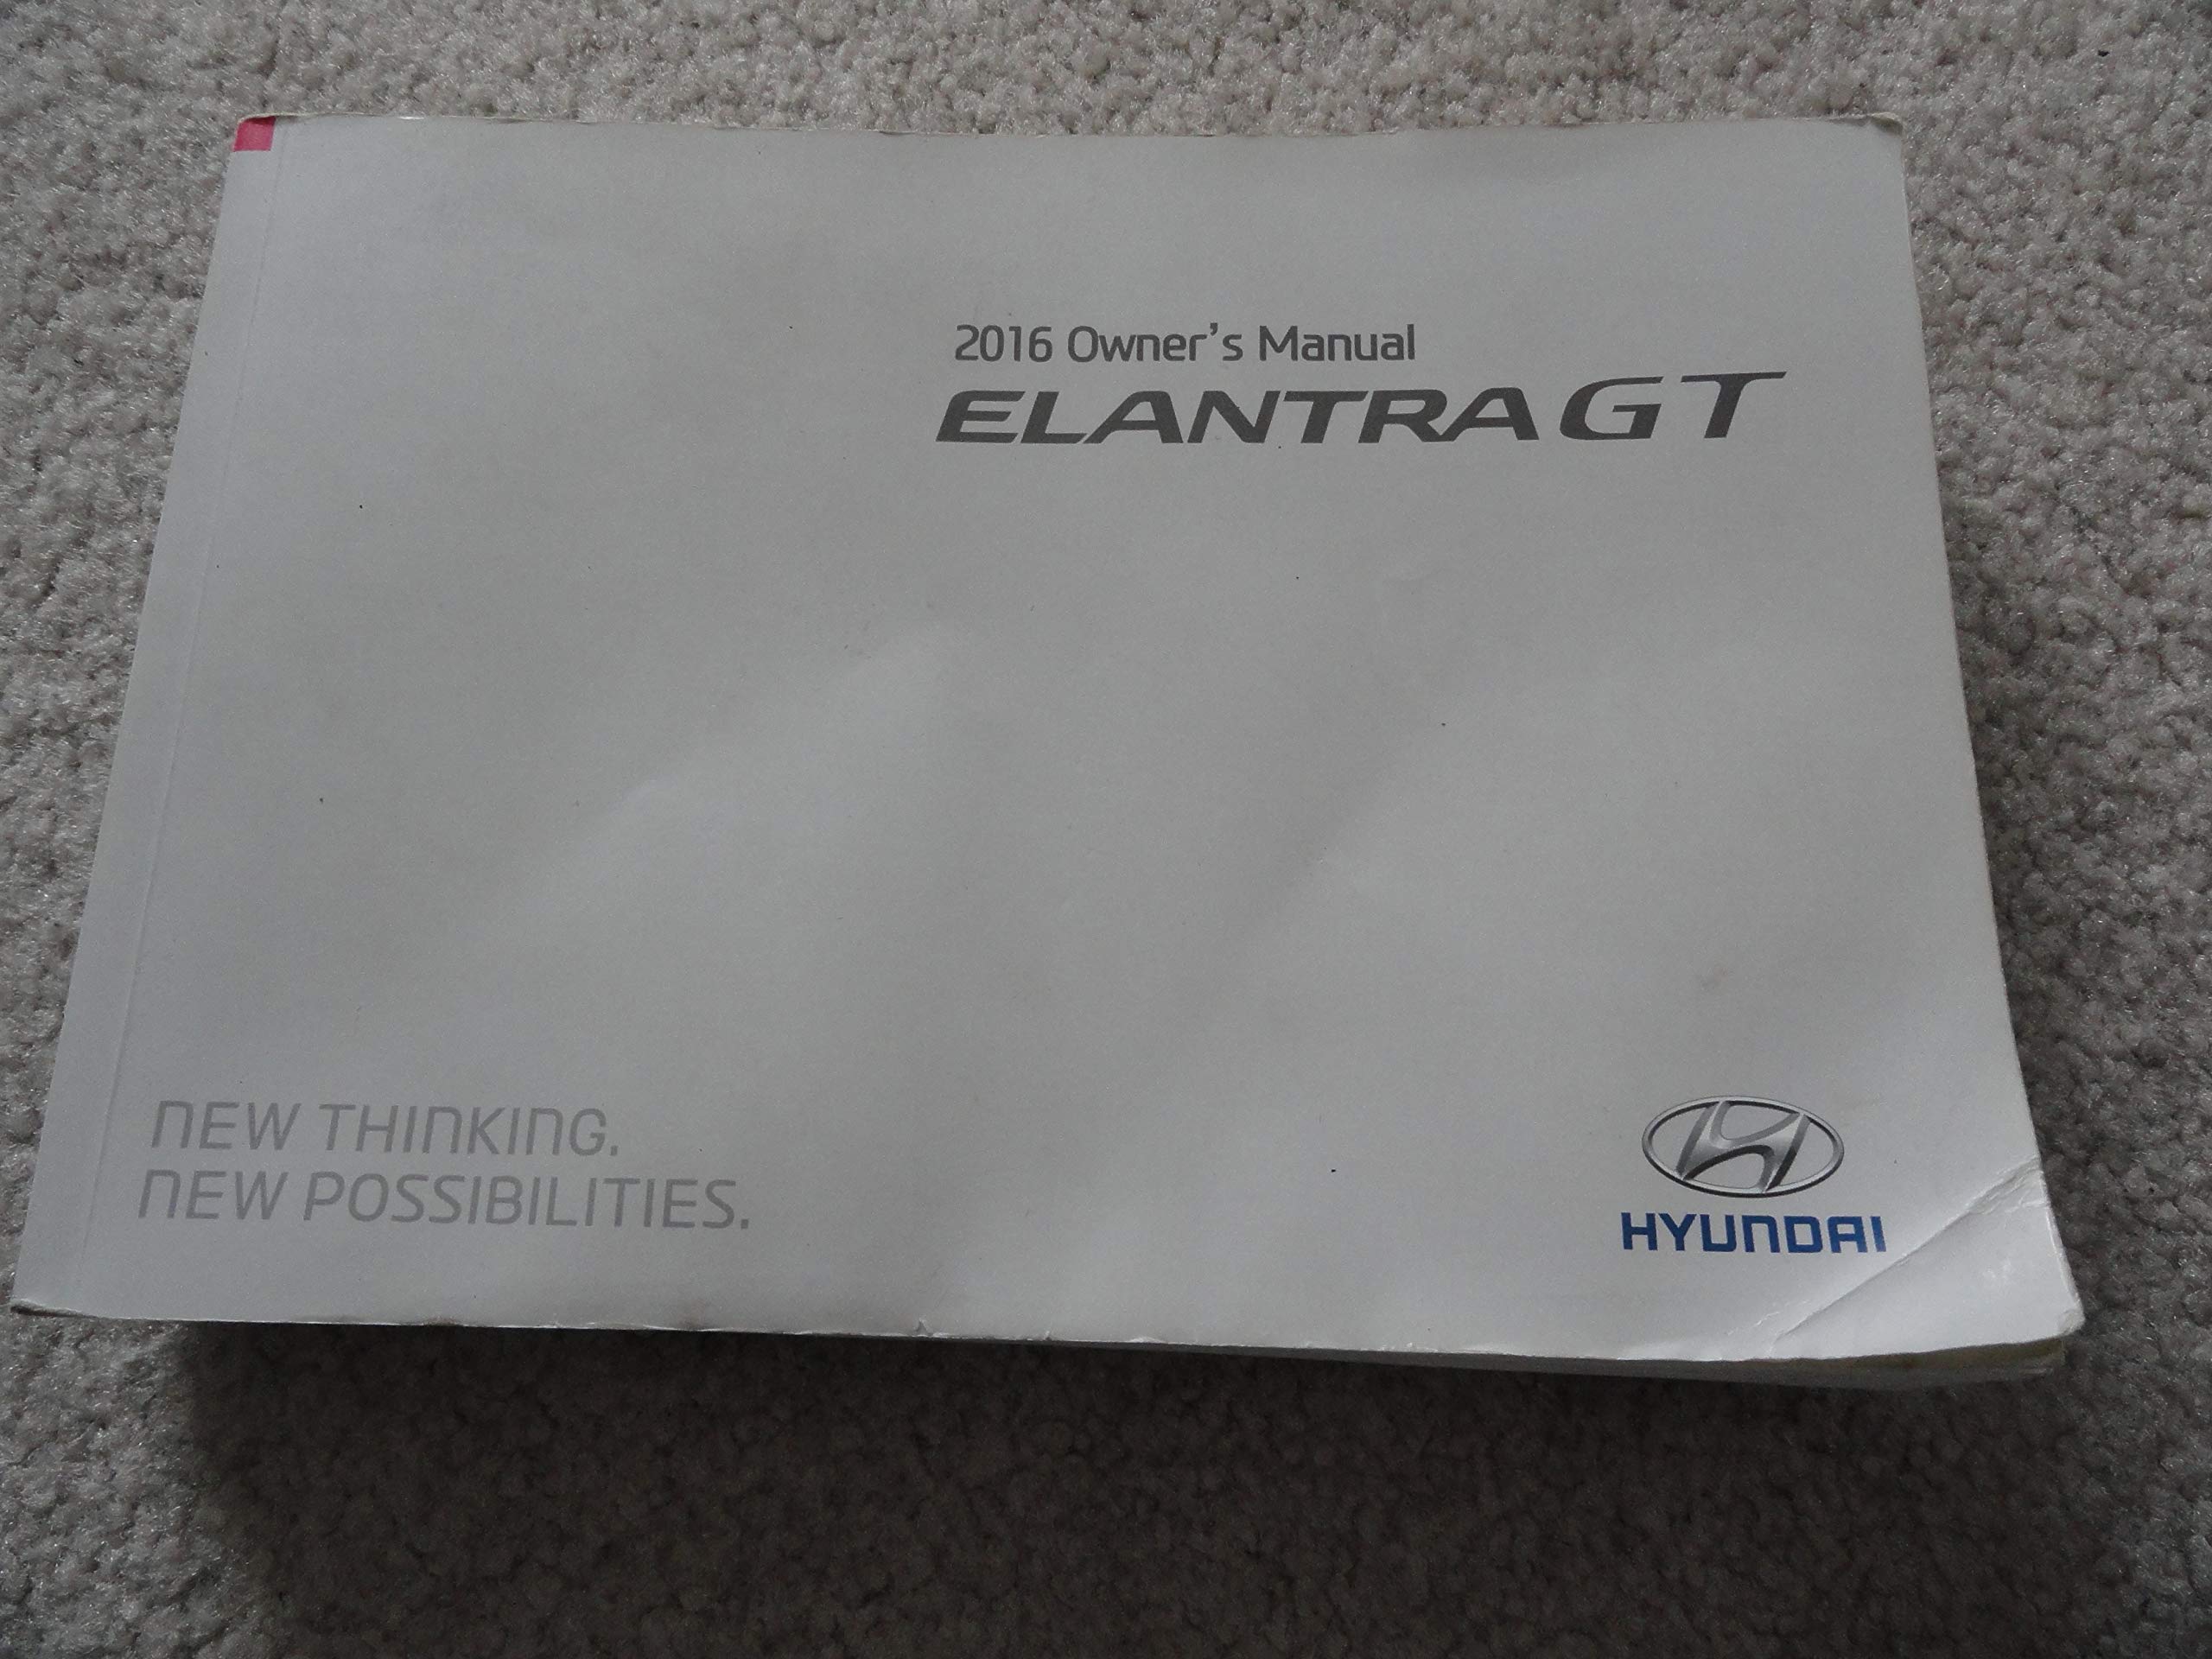 2016 Owner's Manual
ELANTRA GT
NEW THINKING.
NEW POSSIBILITIES.
HYUNDAI